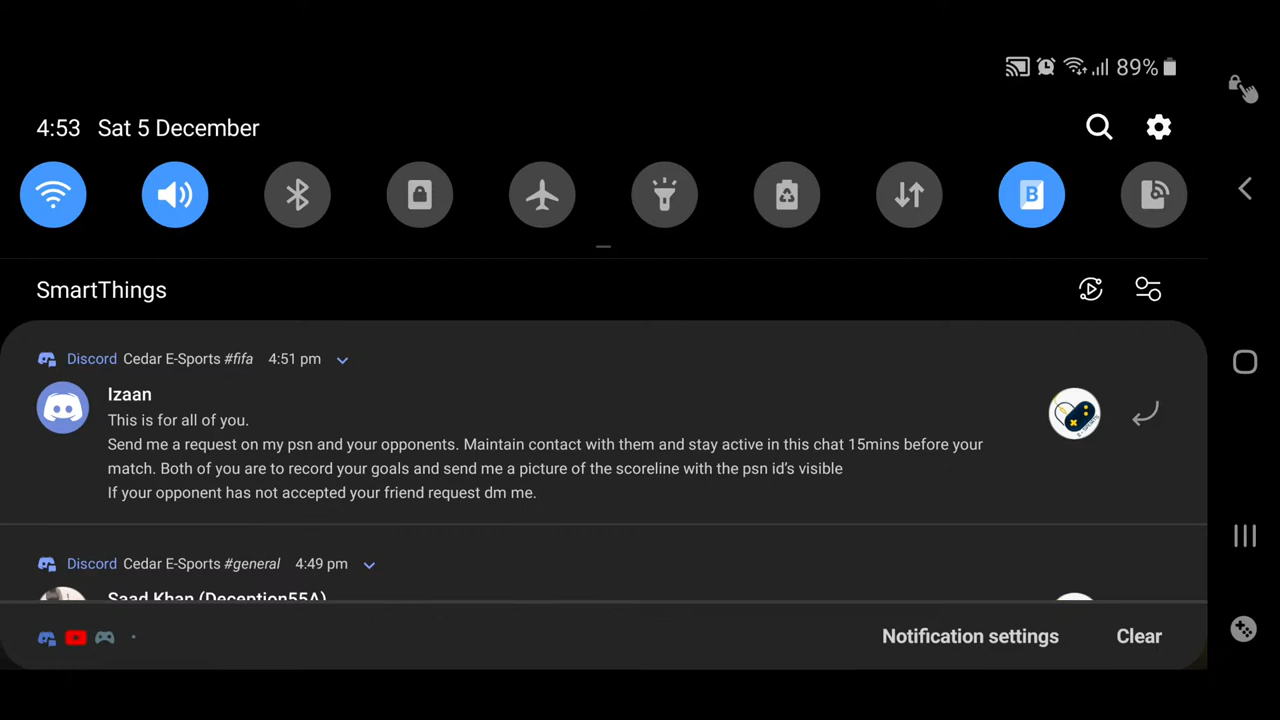 89%
4:53 Sat 5 December
SmartThings
Discord Cedar E-Sports #fifa 4:51 pm
Izaan
This is for all of you.
Send me a request on my psn and your opponents. Maintain contact with them and stay active in this chat 15mins before your
match. Both of you are to record your goals and send me a picture of the scoreline with the psn id's visible
If your opponent has not accepted your friend request dm me.
Discord Cedar E-Sports #general 4:49 pm
Saad Khan (Deception55A)
Notification settings Clear